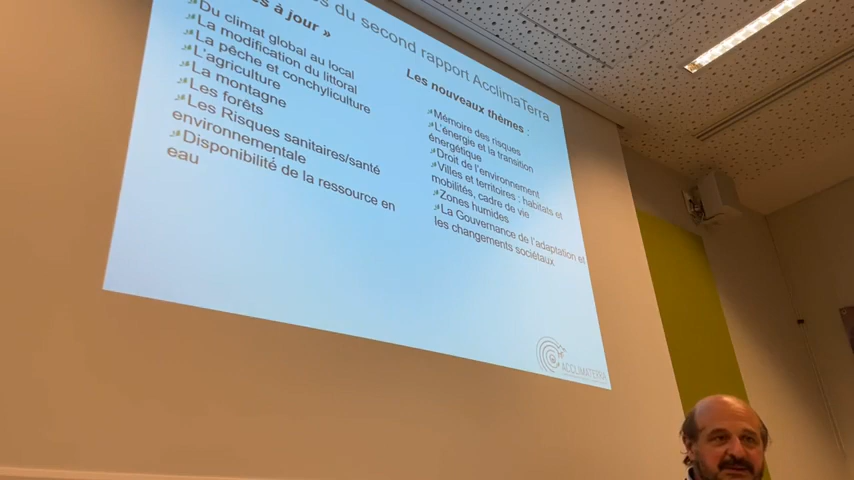 du second rapport AcclimaTerra
à jour »
Du climat global au local
La modification du littoral
La pêche et conchyliculture
L'agriculture
La montagne
Les forêts
Les Risques sanitaires/santé
environnementale
Disponibilité de la ressource en
eau
Les nouveaux thèmes :
Mémoire des risques
L'énergie et la transition
énergétique
Droit de l'environnement
Villes et territoires : habitats et
mobilités, cadre de vie
Zones humides
La Gouvernance de l'adaptation et
les changements sociétaux
ACCLIMATERRA